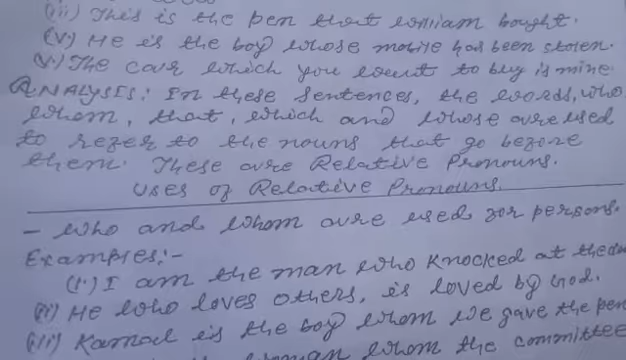 (iii) This is the pen that William bought.
(iv) He is the boy whose mobile has been stolen.
(v) The car which you want to buy is mine.
ANALYSIS: In these sentences, the words, who
whom, that, which and whose are used
to refer to the nouns that go before
them. These are Relative Pronouns.
Uses of Relative Pronouns.
- Who and whom are used for persons.
Examples:-
(i) I am the man who knocked at the
(ii) He who loves others, is loved by God.
(iii) Kamal is the boy whom we gave the pen
whom the committee